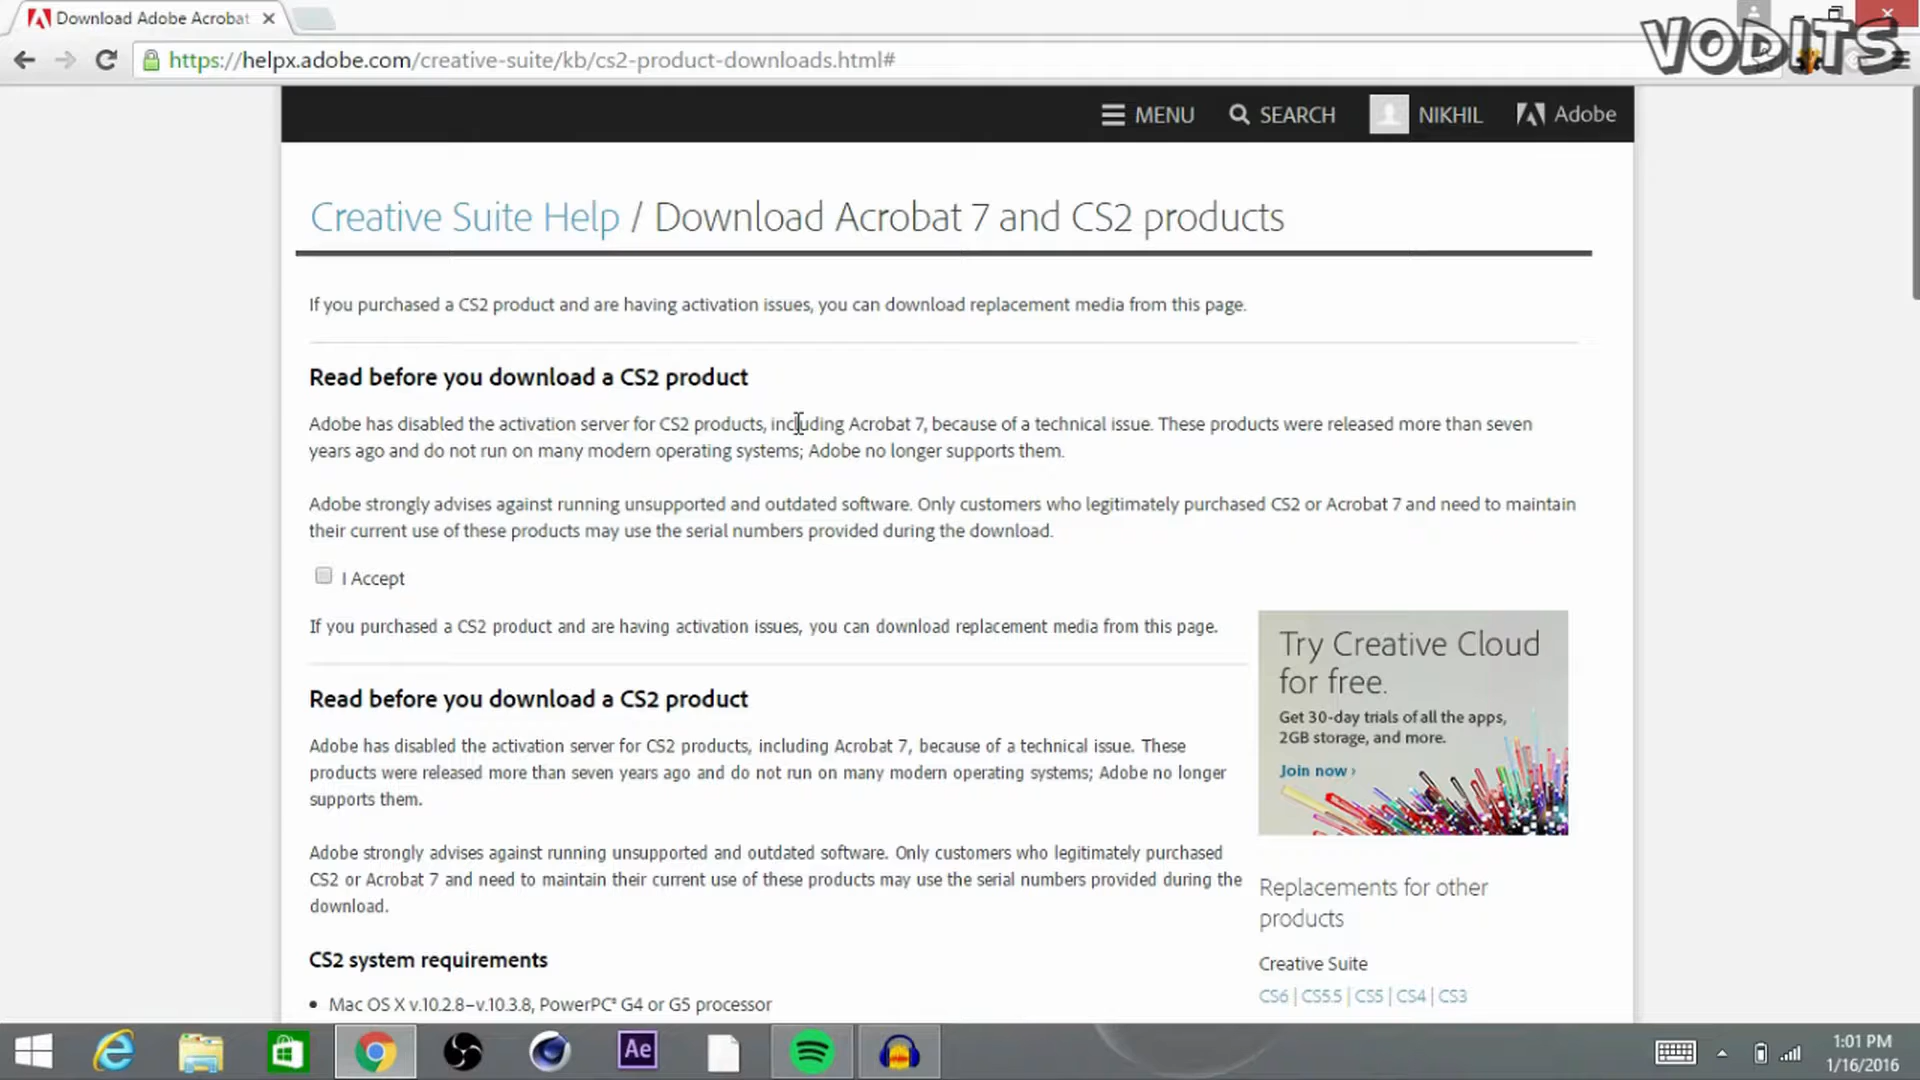 Download Adobe Acrobat
VODITS
https://helpx.adobe.com/creative-suite/kb/cs2-product-downloads.html#
MENU SEARCH NIKHIL Adobe
Creative Suite Help / Download Acrobat 7 and CS2 products
If you purchased a CS2 product and are having activation issues, you can download replacement media from this page.
Read before you download a CS2 product
Adobe has disabled the activation server for CS2 products, including Acrobat 7, because of a technical issue. These products were released more than seven
years ago and do not run on many modern operating systems; Adobe no longer supports them.
Adobe strongly advises against running unsupported and outdated software. Only customers who legitimately purchased CS2 or Acrobat 7 and need to maintain
their current use of these products may use the serial numbers provided during the download.
I Accept
If you purchased a CS2 product and are having activation issues, you can download replacement media from this page.
Read before you download a CS2 product
Adobe has disabled the activation server for CS2 products, including Acrobat 7, because of a technical issue. These
products were released more than seven years ago and do not run on many modern operating systems; Adobe no longer
supports them.
Adobe strongly advises against running unsupported and outdated software. Only customers who legitimately purchased
CS2 or Acrobat 7 and need to maintain their current use of these products may use the serial numbers provided during the
download.
CS2 system requirements
• Mac OS X v.10.2.8–v.10.3.8, PowerPC® G4 or G5 processor
Try Creative Cloud
for free.
Get 30-day trials of all the apps,
2GB storage, and more.
Join now ›
Replacements for other
products
Creative Suite
CS6 | CS5.5 | CS5 | CS4 | CS3
Ae
1:01 PM
1/16/2016